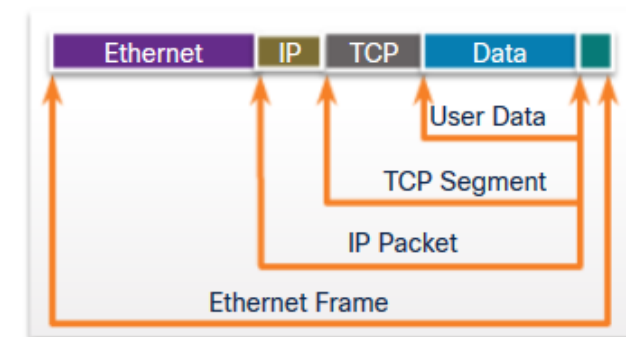 Ethernet IP TCP Data
User Data
TCP Segment
IP Packet
Ethernet Frame